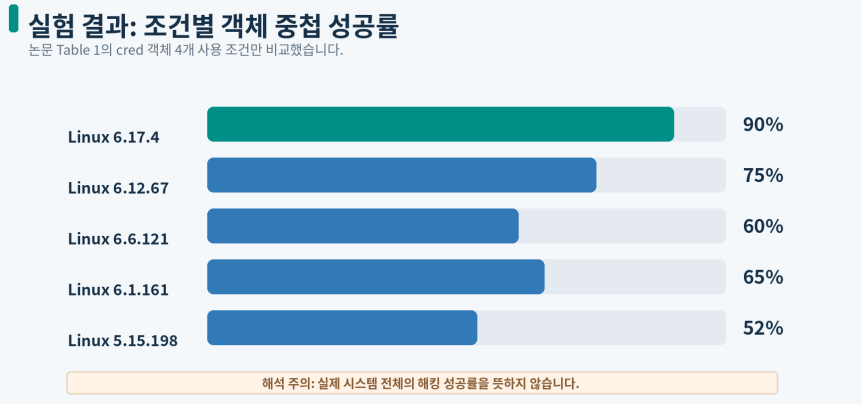 실험 결과: 조건별 객체 중첩 성공률
논문 Table 1의 cred 객체 4개 사용 조건만 비교했습니다.
Linux 6.17.4 90%
Linux 6.12.67 75%
Linux 6.6.121 60%
Linux 6.1.161 65%
Linux 5.15.198 52%
해석 주의: 실제 시스템 전체의 해킹 성공률을 뜻하지 않습니다.